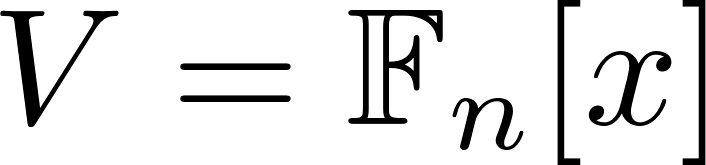 V = 𝔽ₙ[x]